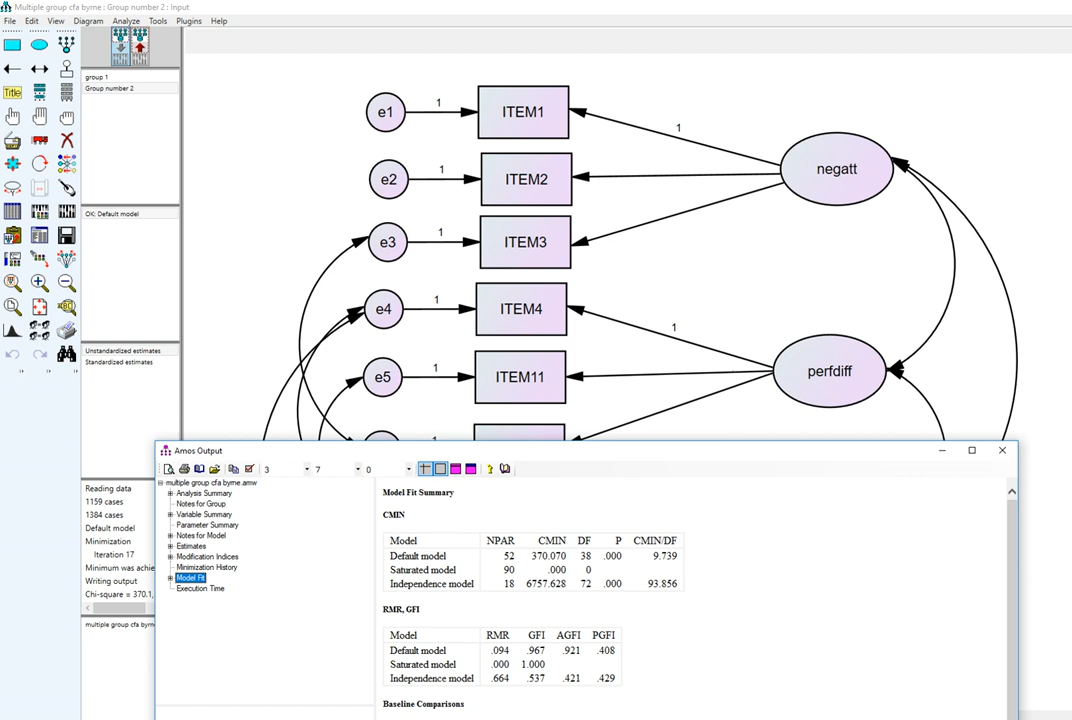 Multiple group cfa byrne : Group number 2 : Input
File Edit View Diagram Analyze Tools Plugins Help
Title
group 1
Group number 2
OK: Default model
Unstandardized estimates
Standardized estimates
Reading data
1159 cases
1384 cases
Default model
Minimization
Iteration 17
Minimum was achie
Writing output
Chi-square = 370.1,
multiple group cfa byrn
e1 1 ITEM1
1
negatt
e2 1 ITEM2
e3 1 ITEM3
e4 1 ITEM4
1
perfdiff
e5 1 ITEM11
1
Amos Output
3 7 0
multiple group cfa byrne.amw
Analysis Summary
Notes for Group
Variable Summary
Parameter Summary
Notes for Model
Estimates
Modification Indices
Minimization History
Model Fit
Execution Time
Model Fit Summary
CMIN
Model NPAR CMIN DF P CMIN/DF
Default model 52 370.070 38 .000 9.739
Saturated model 90 .000 0
Independence model 18 6757.628 72 .000 93.856
RMR, GFI
Model RMR GFI AGFI PGFI
Default model .094 .967 .921 .408
Saturated model .000 1.000
Independence model .664 .537 .421 .429
Baseline Comparisons